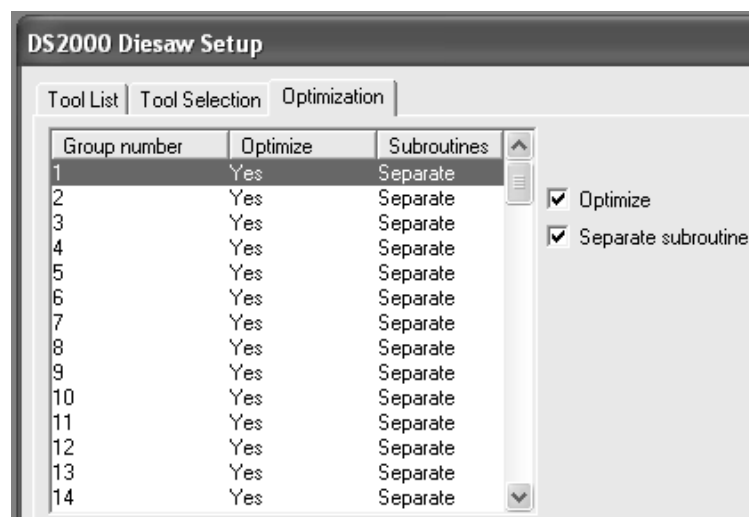 DS2000 Diesaw Setup
Tool List Tool Selection Optimization
Group number Optimize Subroutines
1 Yes Separate
2 Yes Separate
3 Yes Separate
4 Yes Separate
5 Yes Separate
6 Yes Separate
7 Yes Separate
8 Yes Separate
9 Yes Separate
10 Yes Separate
11 Yes Separate
12 Yes Separate
13 Yes Separate
14 Yes Separate
Optimize
Separate subroutine